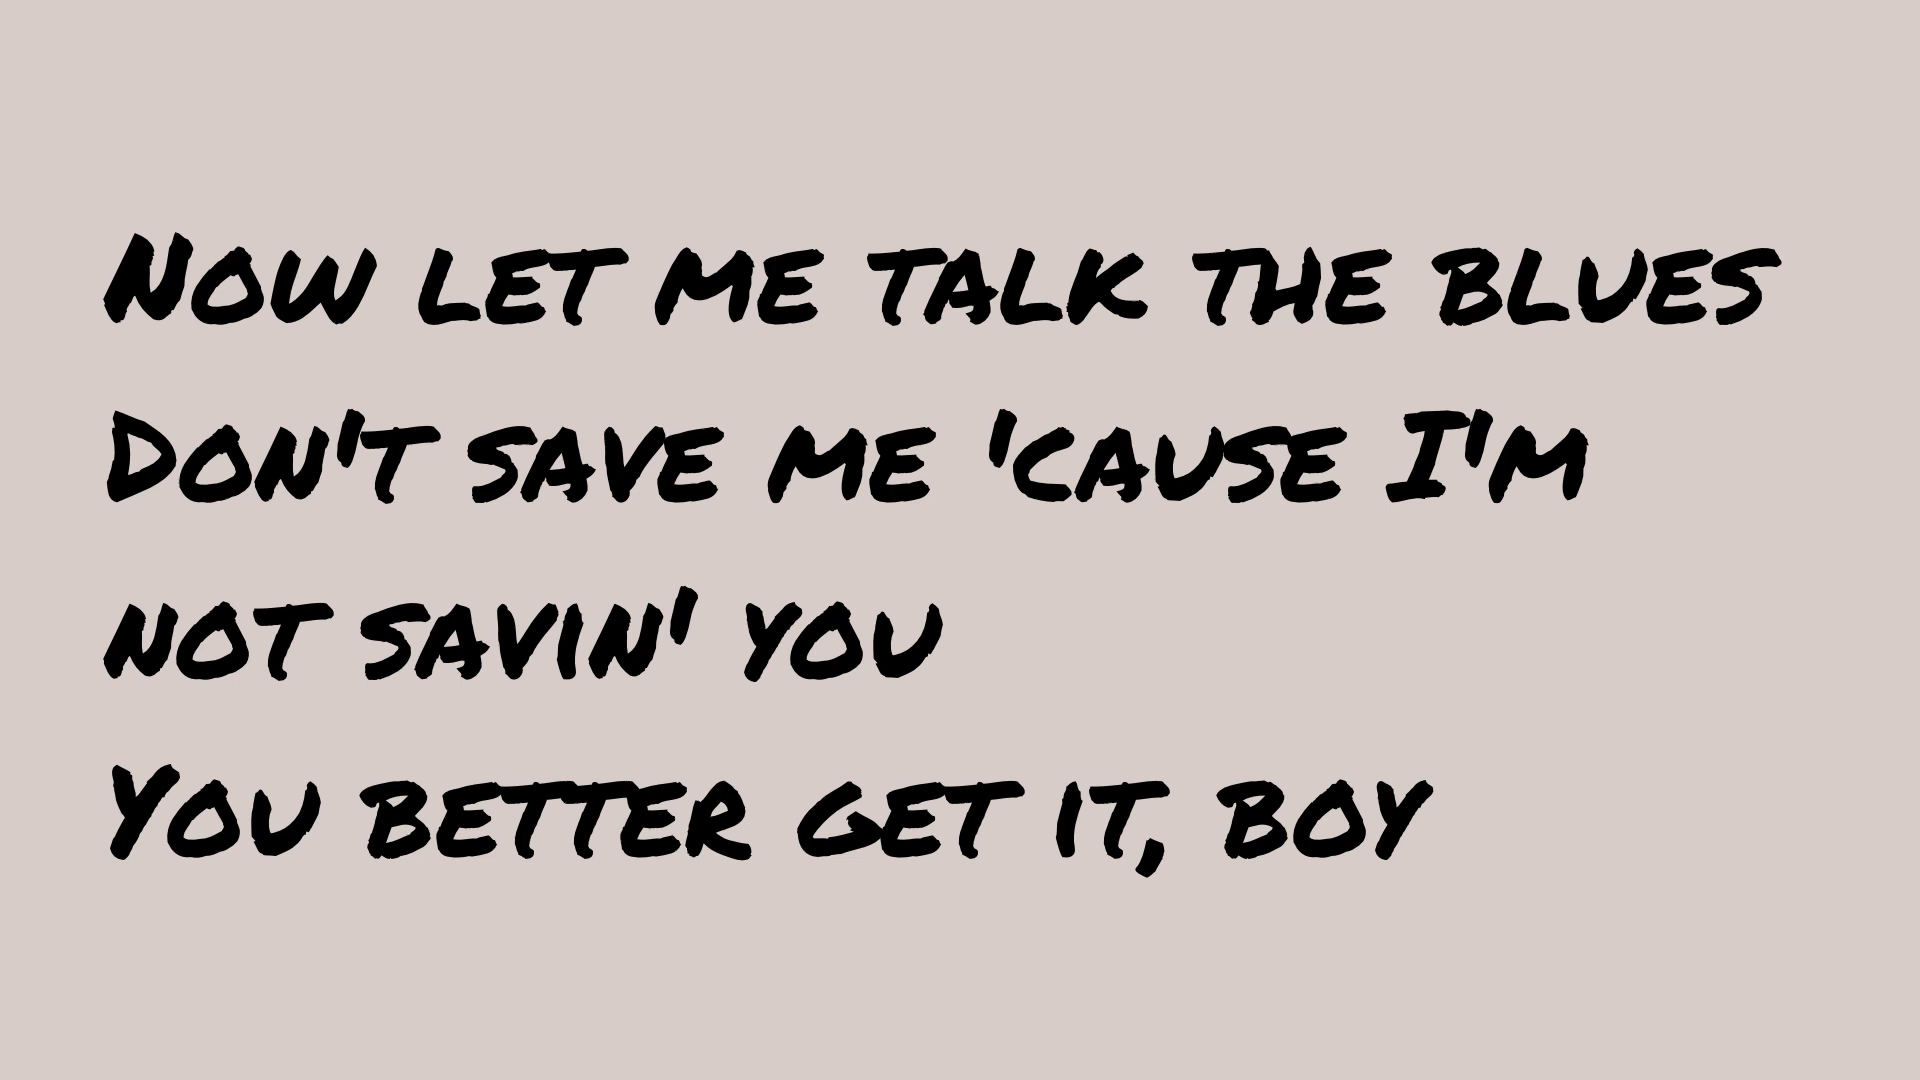 Now let me talk the blues
Don't save me 'cause I'm
not savin' you
You better get it, boy